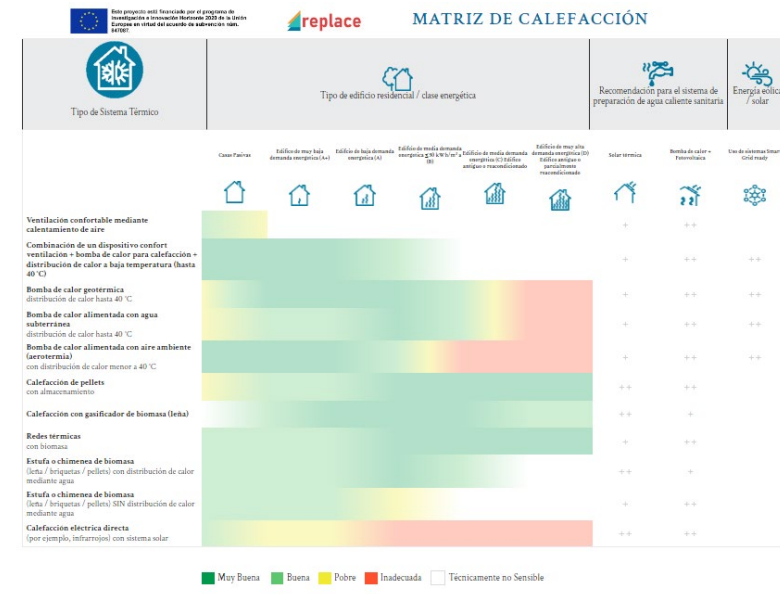 Este proyecto está financiado por el programa de
investigación e innovación Horizonte 2020 de la Unión
Europea en virtud del acuerdo de subvención núm.
847087.
replace
MATRIZ DE CALEFACCIÓN
Tipo de Sistema Térmico
Tipo de edificio residencial / clase energética
Recomendación para el sistema de
preparación de agua caliente sanitaria
Energía eólica
/ solar
Casas Pasivas
Edificio de muy baja
demanda energética (A+)
Edificio de baja demanda
energética (A)
Edificio de media demanda
energética ≤50 kWh/m² a
(B)
Edificio de media demanda
energética (C) Edificio
antiguo o reacondicionado
Edificio de muy alta
demanda energética (D)
Edificio antiguo o
parcialmente
reacondicionado
Solar térmica
Bomba de calor +
Fotovoltaica
Uso de sistemas Smart
Grid ready
Ventilación confortable mediante
calentamiento de aire
+ ++
Combinación de un dispositivo confort
ventilación + bomba de calor para calefacción +
distribución de calor a baja temperatura (hasta
40 °C)
+ ++ ++
Bomba de calor geotérmica
distribución de calor hasta 40 °C
+ ++ ++
Bomba de calor alimentada con agua
subterránea
distribución de calor hasta 40 °C
+ ++ ++
Bomba de calor alimentada con aire ambiente
(aerotermia)
con distribución de calor menor a 40 °C
+ ++ ++
Calefacción de pellets
con almacenamiento
++ ++
Calefacción con gasificador de biomasa (leña)
++ +
Redes térmicas
con biomasa
+ ++
Estufa o chimenea de biomasa
(leña / briquetas / pellets) con distribución de calor
mediante agua
++ +
Estufa o chimenea de biomasa
(leña / briquetas / pellets) SIN distribución de calor
mediante agua
+ ++
Calefacción eléctrica directa
(por ejemplo, infrarrojos) con sistema solar
++ ++
Muy Buena
Buena
Pobre
Inadecuada
Técnicamente no Sensible